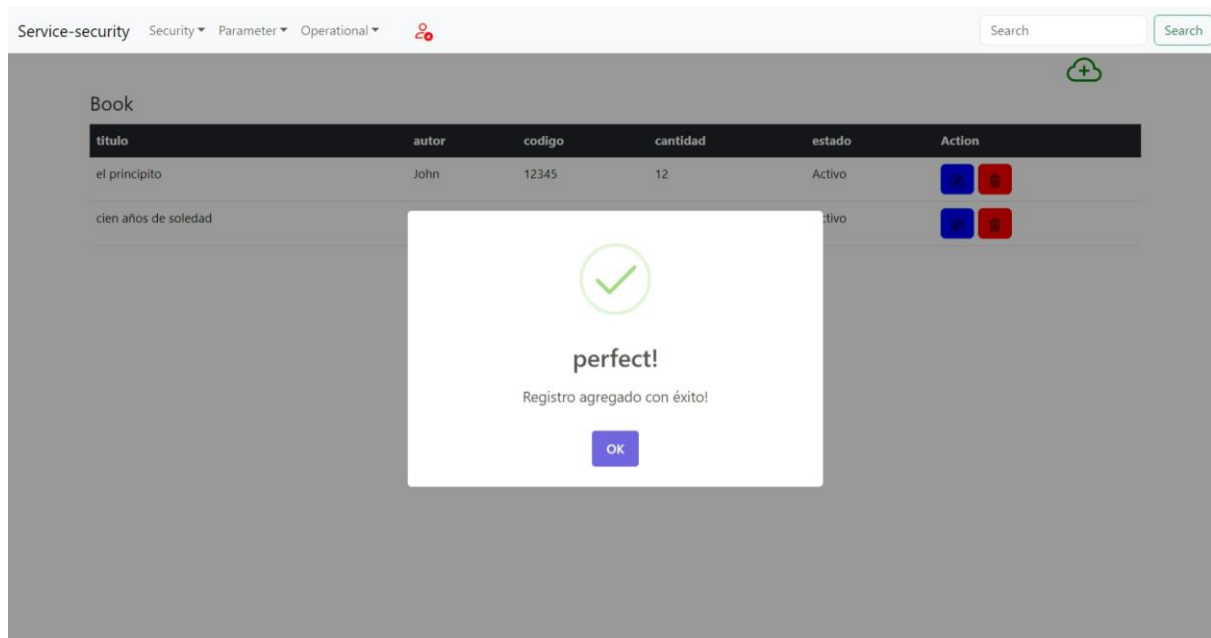 Service-security Security Parameter Operational Search Search
Book
titulo autor codigo cantidad estado Action
el principito John 12345 12 Activo
cien años de soledad
perfect!
Registro agregado con éxito!
OK